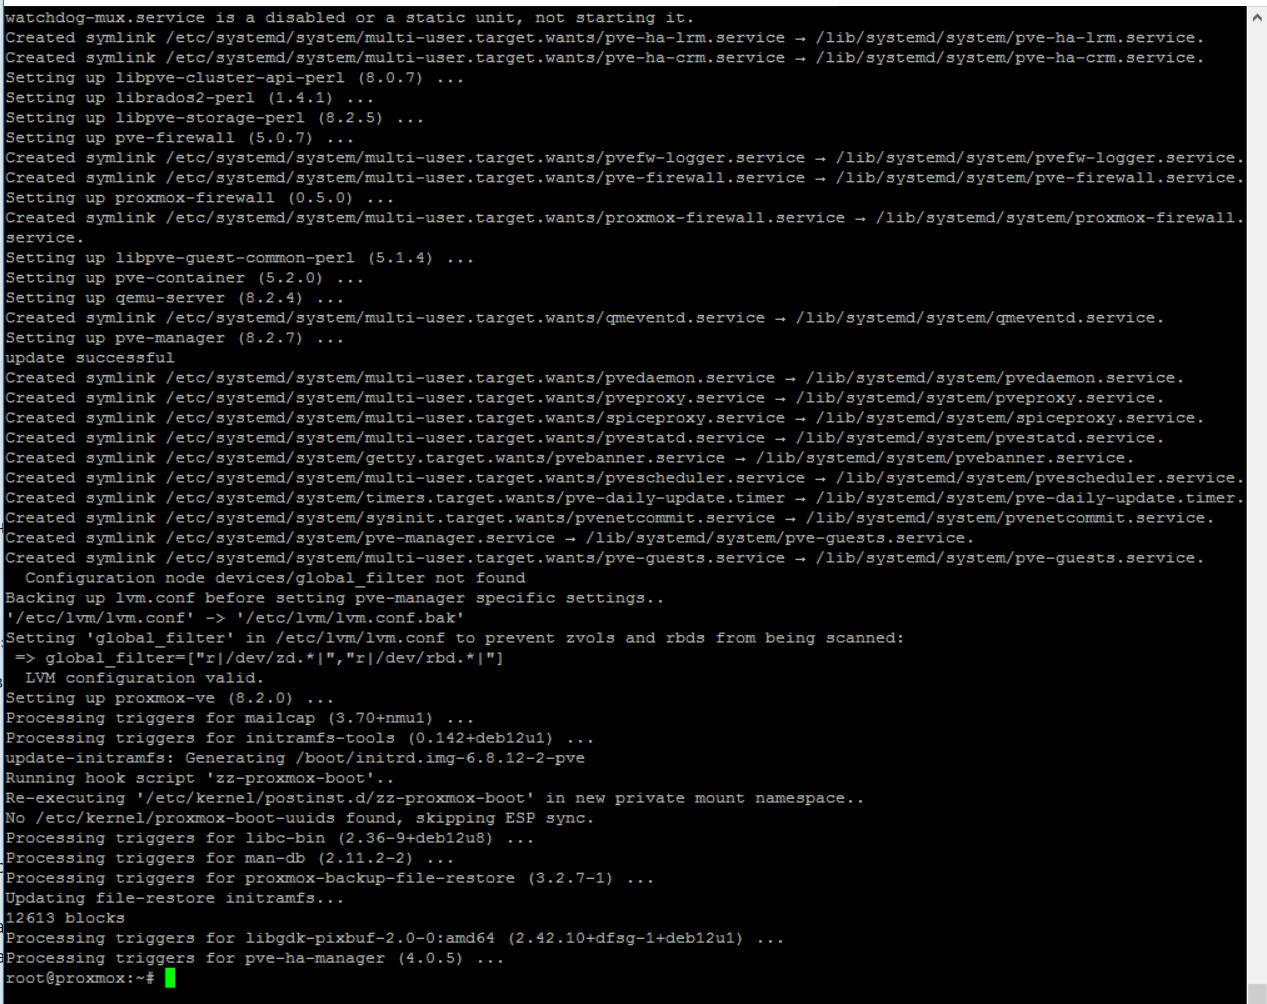 watchdog-mux.service is a disabled or a static unit, not starting it.
Created symlink /etc/systemd/system/multi-user.target.wants/pve-ha-lrm.service → /lib/systemd/system/pve-ha-lrm.service.
Created symlink /etc/systemd/system/multi-user.target.wants/pve-ha-crm.service → /lib/systemd/system/pve-ha-crm.service.
Setting up libpve-cluster-api-perl (8.0.7) ...
Setting up librados2-perl (1.4.1) ...
Setting up libpve-storage-perl (8.2.5) ...
Setting up pve-firewall (5.0.7) ...
Created symlink /etc/systemd/system/multi-user.target.wants/pvefw-logger.service → /lib/systemd/system/pvefw-logger.service.
Created symlink /etc/systemd/system/multi-user.target.wants/pve-firewall.service → /lib/systemd/system/pve-firewall.service.
Setting up proxmox-firewall (0.5.0) ...
Created symlink /etc/systemd/system/multi-user.target.wants/proxmox-firewall.service → /lib/systemd/system/proxmox-firewall.
service.
Setting up libpve-guest-common-perl (5.1.4) ...
Setting up pve-container (5.2.0) ...
Setting up qemu-server (8.2.4) ...
Created symlink /etc/systemd/system/multi-user.target.wants/qmeventd.service → /lib/systemd/system/qmeventd.service.
Setting up pve-manager (8.2.7) ...
update successful
Created symlink /etc/systemd/system/multi-user.target.wants/pvedaemon.service → /lib/systemd/system/pvedaemon.service.
Created symlink /etc/systemd/system/multi-user.target.wants/pveproxy.service → /lib/systemd/system/pveproxy.service.
Created symlink /etc/systemd/system/multi-user.target.wants/spiceproxy.service → /lib/systemd/system/spiceproxy.service.
Created symlink /etc/systemd/system/multi-user.target.wants/pvestatd.service → /lib/systemd/system/pvestatd.service.
Created symlink /etc/systemd/system/getty.target.wants/pvebanner.service → /lib/systemd/system/pvebanner.service.
Created symlink /etc/systemd/system/multi-user.target.wants/pvescheduler.service → /lib/systemd/system/pvescheduler.service.
Created symlink /etc/systemd/system/timers.target.wants/pve-daily-update.timer → /lib/systemd/system/pve-daily-update.timer.
Created symlink /etc/systemd/system/sysinit.target.wants/pvenetcommit.service → /lib/systemd/system/pvenetcommit.service.
Created symlink /etc/systemd/system/pve-manager.service → /lib/systemd/system/pve-guests.service.
Created symlink /etc/systemd/system/multi-user.target.wants/pve-guests.service → /lib/systemd/system/pve-guests.service.
  Configuration node devices/global_filter not found
Backing up lvm.conf before setting pve-manager specific settings..
'/etc/lvm/lvm.conf' -> '/etc/lvm/lvm.conf.bak'
Setting 'global_filter' in /etc/lvm/lvm.conf to prevent zvols and rbds from being scanned:
 => global_filter=["r|/dev/zd.*|","r|/dev/rbd.*|"]
  LVM configuration valid.
Setting up proxmox-ve (8.2.0) ...
Processing triggers for mailcap (3.70+nmu1) ...
Processing triggers for initramfs-tools (0.142+deb12u1) ...
update-initramfs: Generating /boot/initrd.img-6.8.12-2-pve
Running hook script 'zz-proxmox-boot'..
Re-executing '/etc/kernel/postinst.d/zz-proxmox-boot' in new private mount namespace..
No /etc/kernel/proxmox-boot-uuids found, skipping ESP sync.
Processing triggers for libc-bin (2.36-9+deb12u8) ...
Processing triggers for man-db (2.11.2-2) ...
Processing triggers for proxmox-backup-file-restore (3.2.7-1) ...
Updating file-restore initramfs...
12613 blocks
Processing triggers for libgdk-pixbuf-2.0-0:amd64 (2.42.10+dfsg-1+deb12u1) ...
Processing triggers for pve-ha-manager (4.0.5) ...
root@proxmox:~#